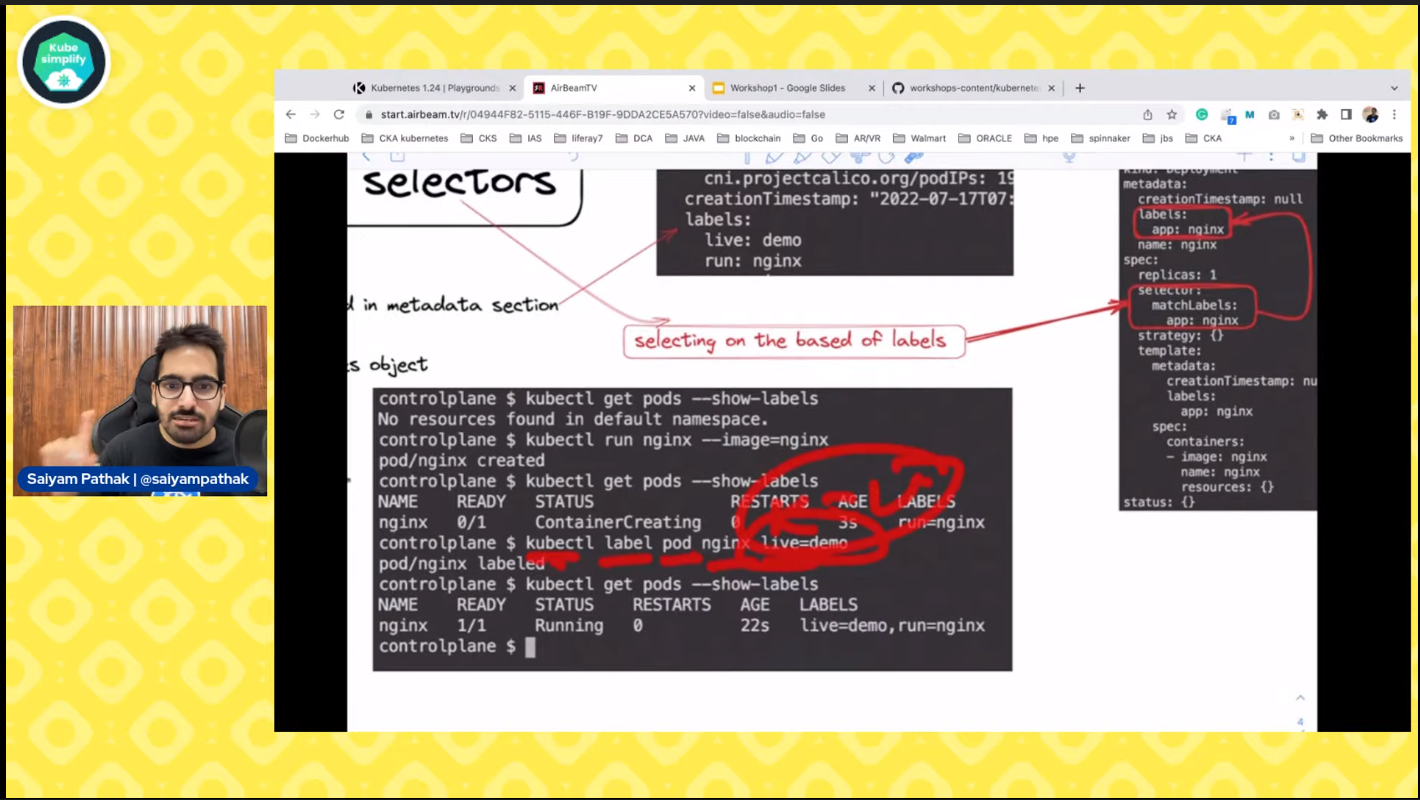 Kube
simplify
Kubernetes 1.24 | Playgrounds
AirBeamTV
Workshop1 - Google Slides
workshops-content/kubernete
start.airbeam.tv/r/04944F82-5115-446F-B19F-9DDA2CE5A570?video=false&audio=false
Dockerhub CKA kubernetes CKS IAS liferay7 DCA JAVA blockchain Go AR/VR Walmart ORACLE hpe spinnaker jbs CKA » Other Bookmarks
selectors
cni.projectcalico.org/podIPs: 19
creationTimestamp: "2022-07-17T07:
labels:
live: demo
run: nginx
d in metadata section
selecting on the based of labels
s object
kind: Deployment
metadata:
creationTimestamp: null
labels:
app: nginx
name: nginx
spec:
replicas: 1
selector:
matchLabels:
app: nginx
strategy: {}
template:
metadata:
creationTimestamp: nu
labels:
app: nginx
spec:
containers:
- image: nginx
name: nginx
resources: {}
status: {}
controlplane $ kubectl get pods --show-labels
No resources found in default namespace.
controlplane $ kubectl run nginx --image=nginx
pod/nginx created
controlplane $ kubectl get pods --show-labels
NAME READY STATUS RESTARTS AGE LABELS
nginx 0/1 ContainerCreating 0 3s run=nginx
controlplane $ kubectl label pod nginx live=demo
pod/nginx labeled
controlplane $ kubectl get pods --show-labels
NAME READY STATUS RESTARTS AGE LABELS
nginx 1/1 Running 0 22s live=demo,run=nginx
controlplane $
Saiyam Pathak | @saiyampathak
4